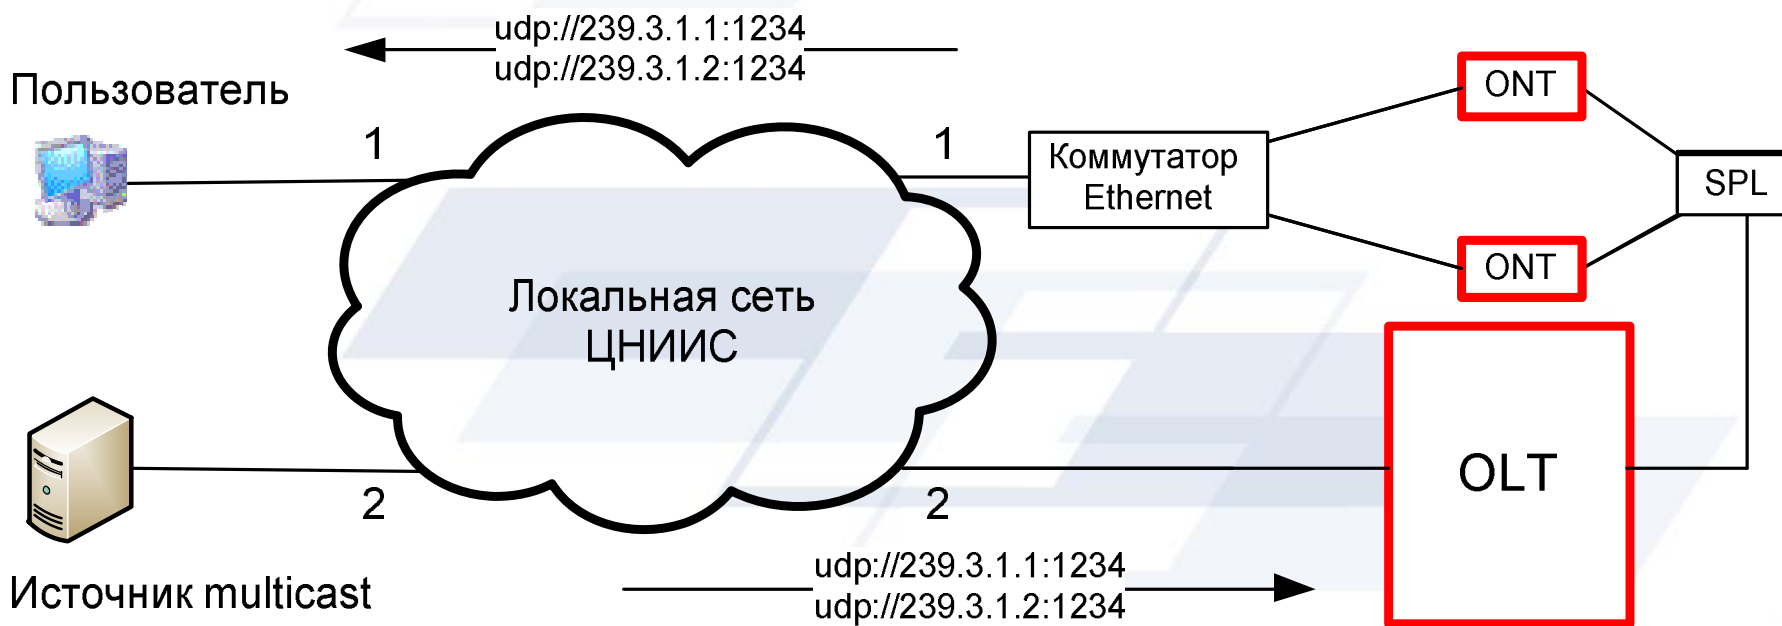 udp://239.3.1.1:1234
udp://239.3.1.2:1234
Пользователь
1
1
Коммутатор
Ethernet
ONT
SPL
ONT
Локальная сеть
ЦНИИС
OLT
2
2
Источник multicast
udp://239.3.1.1:1234
udp://239.3.1.2:1234